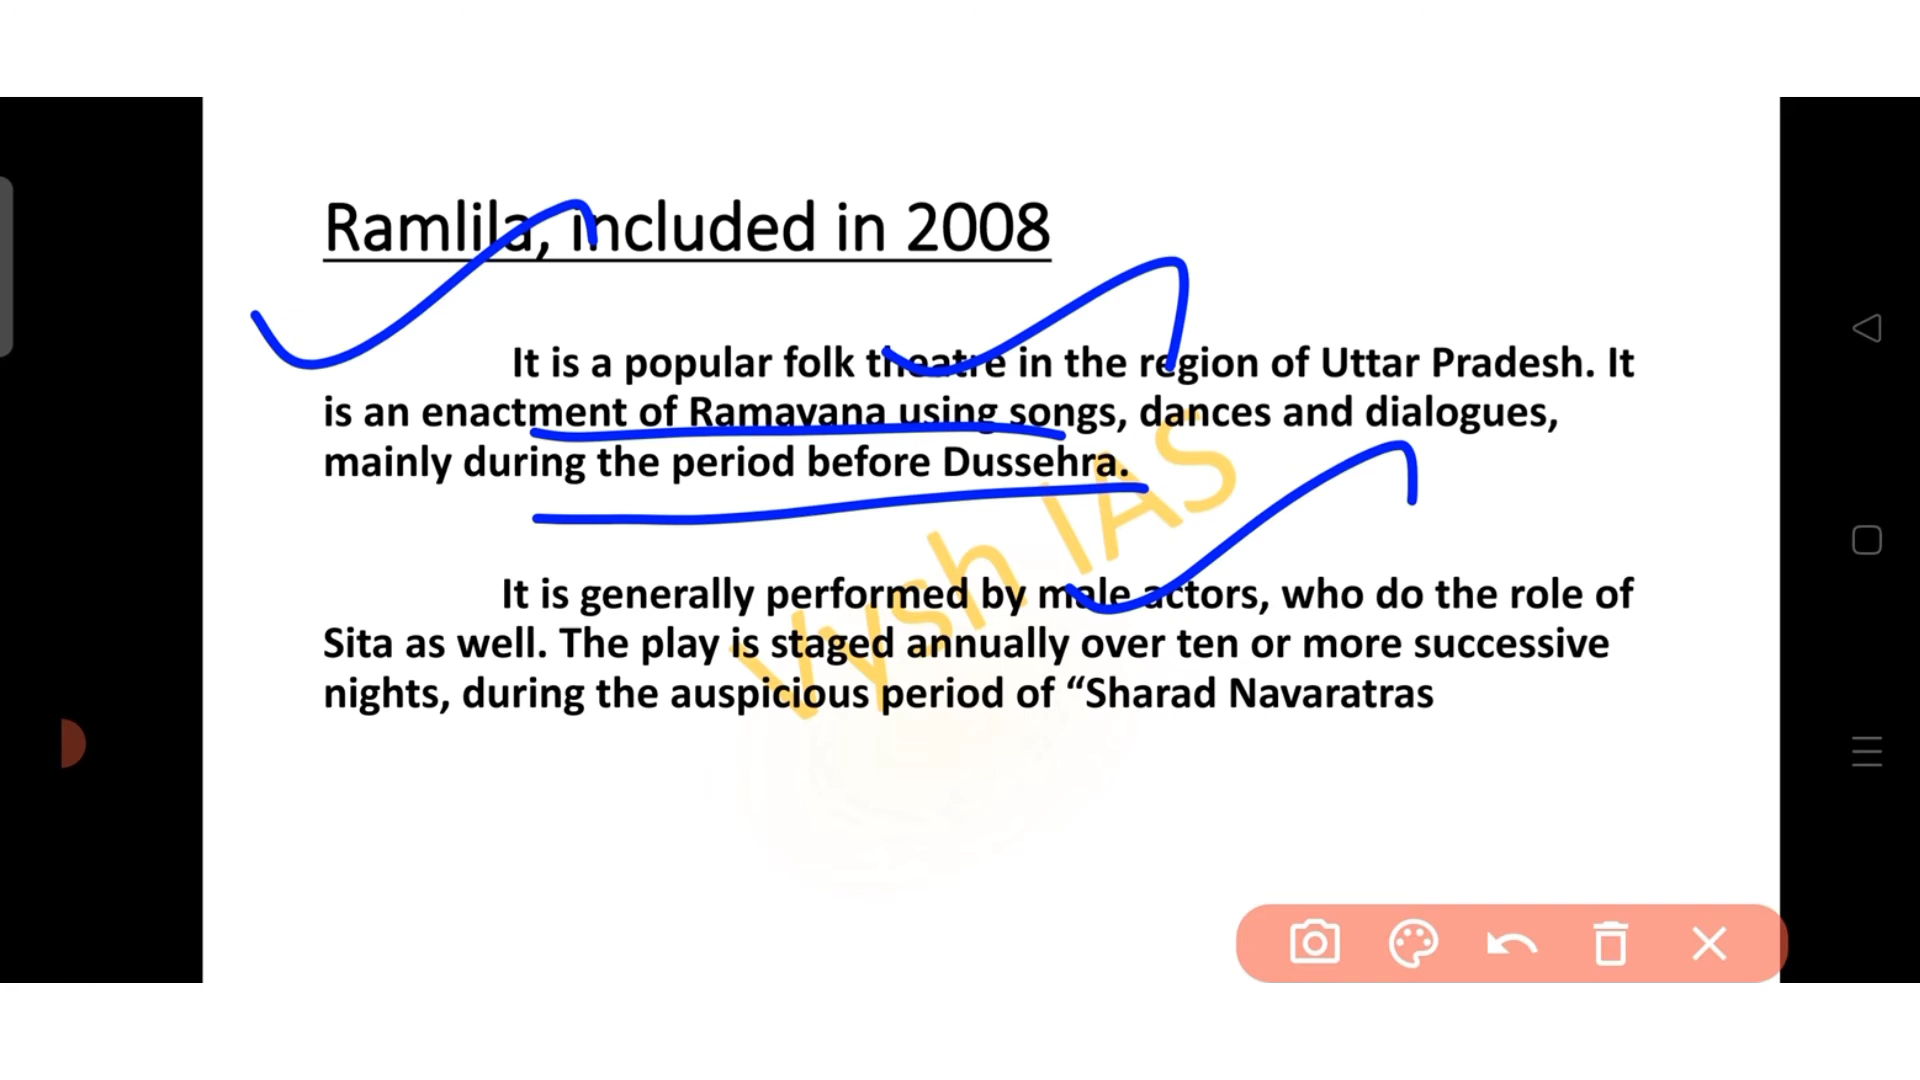 Ramlila, included in 2008
It is a popular folk theatre in the region of Uttar Pradesh. It
is an enactment of Ramayana using songs, dances and dialogues,
mainly during the period before Dussehra.
It is generally performed by male actors, who do the role of
Sita as well. The play is staged annually over ten or more successive
nights, during the auspicious period of “Sharad Navaratras
Vysh IAS